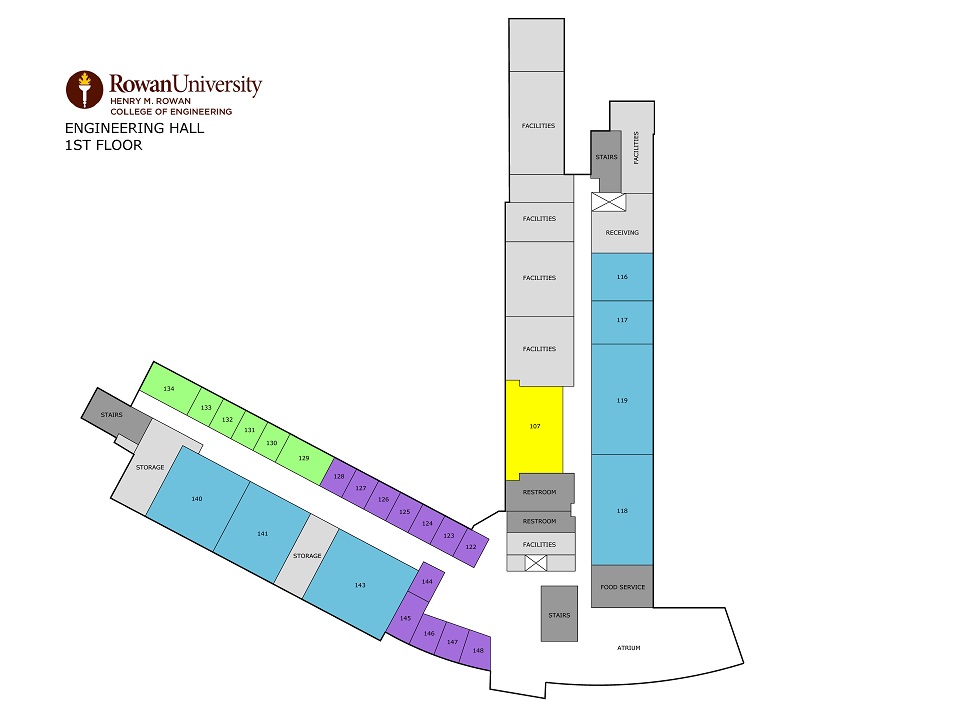 RowanUniversity
HENRY M. ROWAN
COLLEGE OF ENGINEERING
ENGINEERING HALL
1ST FLOOR
FACILITIES
STAIRS
FACILITIES
FACILITIES
RECEIVING
FACILITIES
116
117
FACILITIES
119
107
118
RESTROOM
RESTROOM
FACILITIES
FOOD SERVICE
STAIRS
ATRIUM
134
133
132
131
130
129
128
127
126
125
124
123
122
STAIRS
STORAGE
140
141
STORAGE
143
144
145
146
147
148